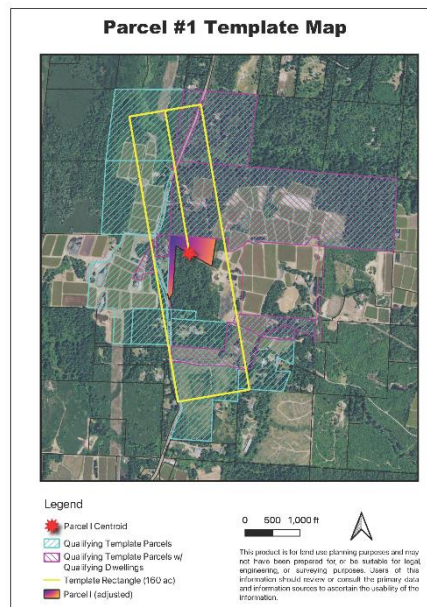 Parcel #1 Template Map
Legend
Parcel I Centroid
Qualifying Template Parcels
Qualifying Template Parcels w/
Qualifying Dwellings
Template Rectangle (160 ac)
Parcel I (adjusted)
0 500 1,000 ft
This product is for land use planning purposes and may
not have been prepared for, or be suitable for legal,
engineering, or surveying purposes. Users of this
information should review or consult the primary data
and information sources to ascertain the usability of the
information.